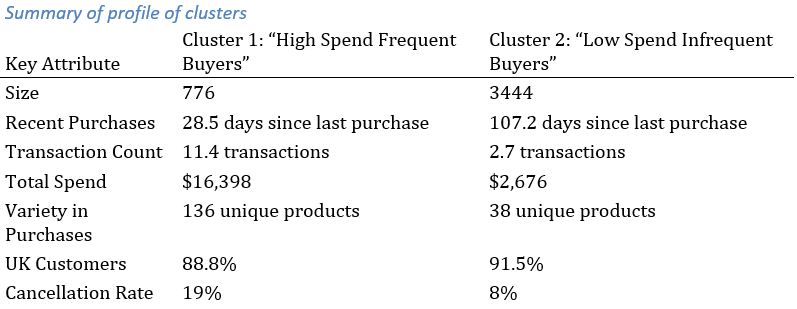 Summary of profile of clusters
Key Attribute Cluster 1: “High Spend Frequent Buyers” Cluster 2: “Low Spend Infrequent Buyers”
Size 776 3444
Recent Purchases 28.5 days since last purchase 107.2 days since last purchase
Transaction Count 11.4 transactions 2.7 transactions
Total Spend $16,398 $2,676
Variety in Purchases 136 unique products 38 unique products
UK Customers 88.8% 91.5%
Cancellation Rate 19% 8%